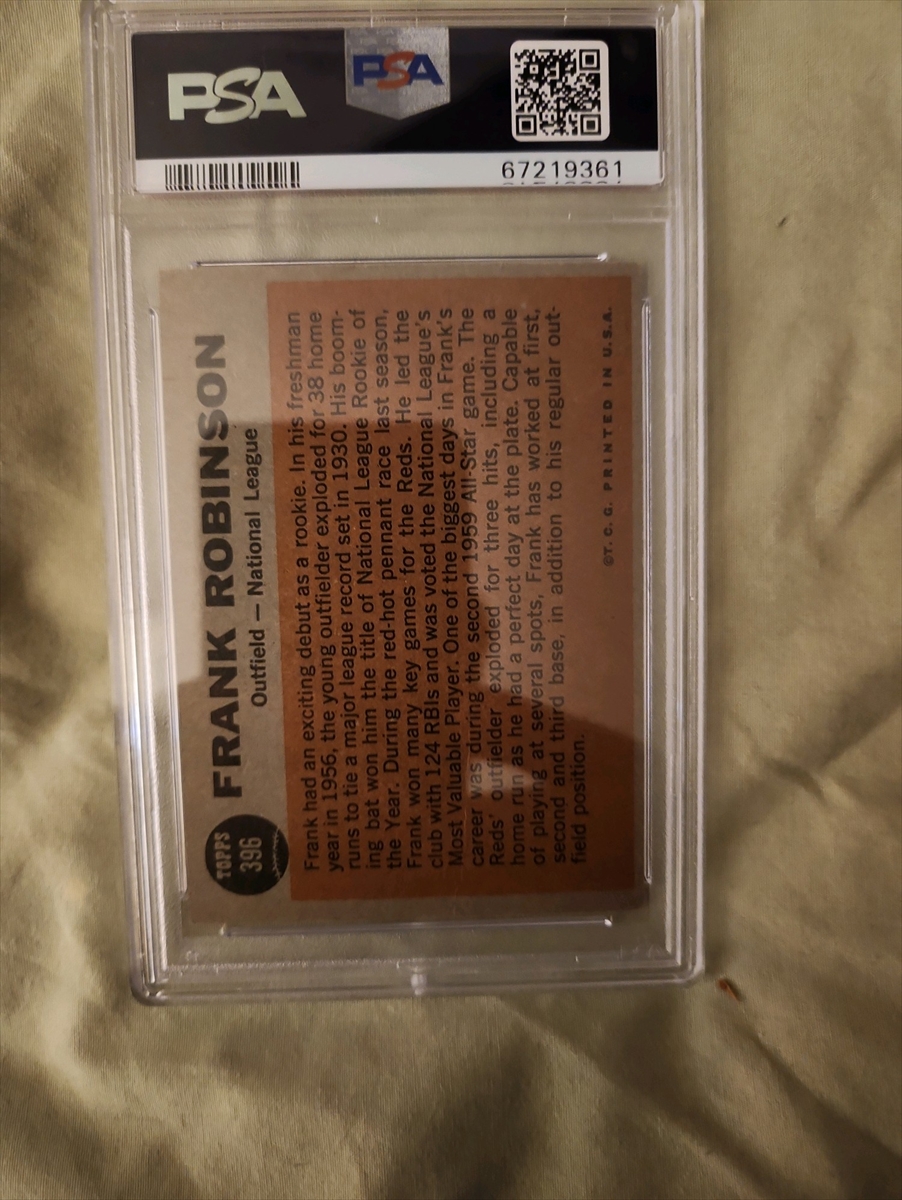 PSA
PSA
67219361
TOPPS
396
FRANK ROBINSON
Outfield — National League
Frank had an exciting debut as a rookie. In his freshman
year in 1956, the young outfielder exploded for 38 home
runs to tie a major league record set in 1930. His boom-
ing bat won him the title of National League Rookie of
the Year. During the red-hot pennant race last season,
Frank won many key games for the Reds. He led the
club with 124 RBIs and was voted the National League's
Most Valuable Player. One of the biggest days in Frank's
career was during the second 1959 All-Star game. The
Reds' outfielder exploded for three hits, including a
home run as he had a perfect day at the plate. Capable
of playing at several spots, Frank has worked at first,
second and third base, in addition to his regular out-
field position.
©T. C. G. PRINTED IN U.S.A.